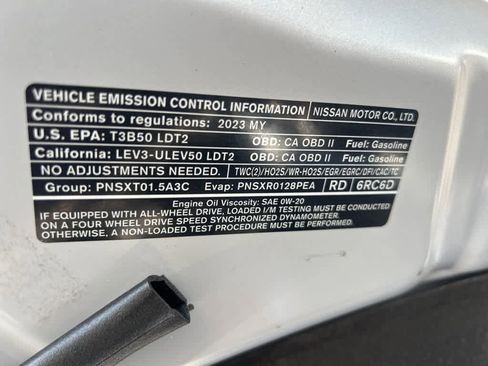 VEHICLE EMISSION CONTROL INFORMATION NISSAN MOTOR CO., LTD.
Conforms to regulations: 2023 MY
U.S. EPA: T3B50 LDT2 OBD: CA OBD II Fuel: Gasoline
California: LEV3-ULEV50 LDT2 OBD: CA OBD II Fuel: Gasoline
NO ADJUSTMENTS NEEDED. TWC(2)/HO2S/WR-HO2S/EGR/EGRC/DFI/CAC/TC
Group: PNSXT01.5A3C Evap: PNSXR0128PEA RD 6RC6D
Engine Oil Viscosity: SAE 0W-20
IF EQUIPPED WITH ALL-WHEEL DRIVE, LOADED I/M TESTING MUST BE CONDUCTED
ON A FOUR WHEEL DRIVE SPEED SYNCHRONIZED DYNAMOMETER.
OTHERWISE, A NON-LOADED TEST PROCEDURE MUST BE PERFORMED.